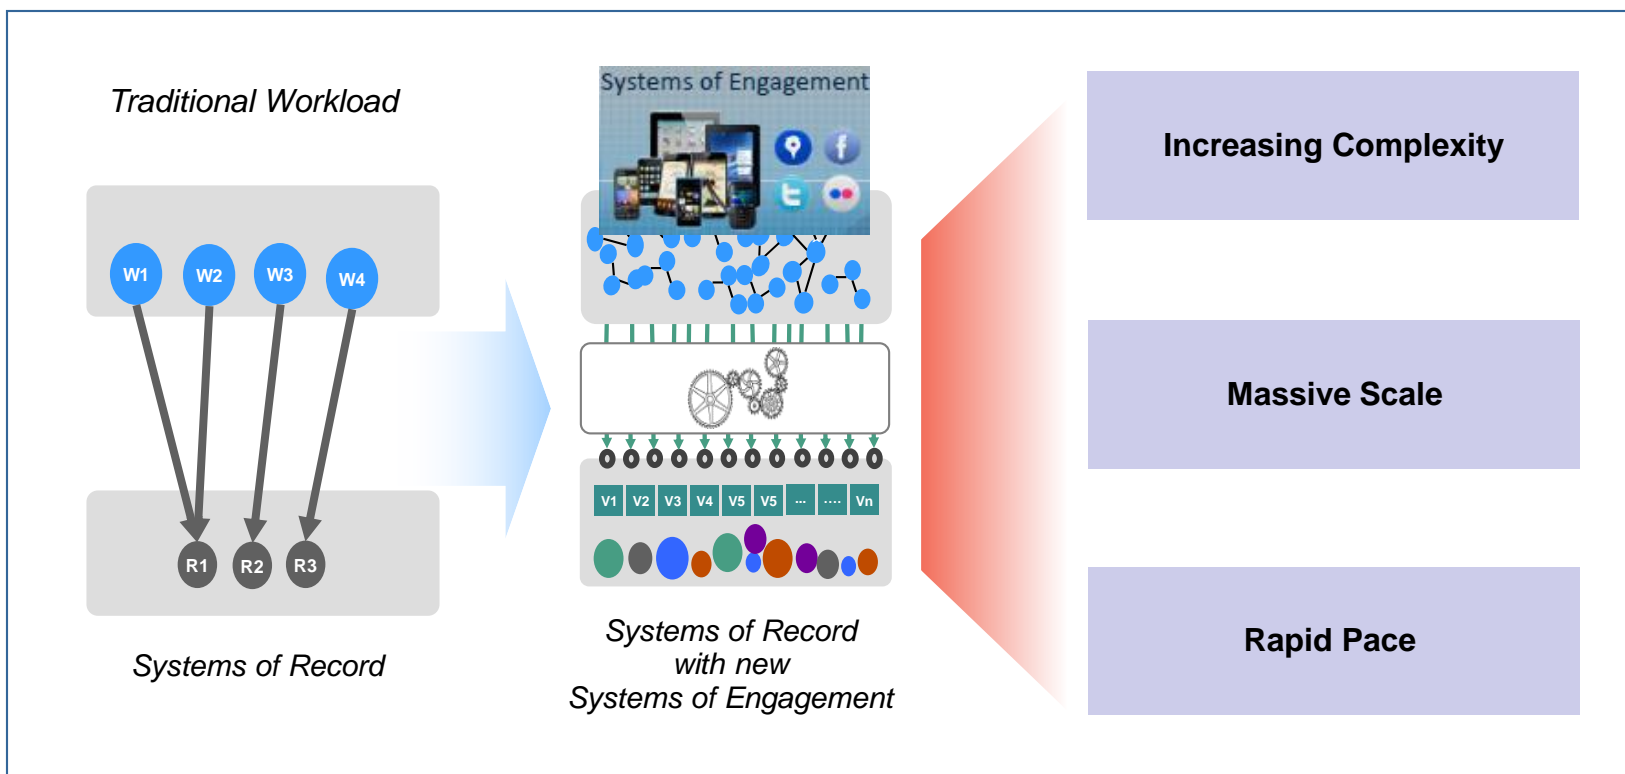 Traditional Workload
W1
W2
W3
W4
R1
R2
R3
Systems of Record
Systems of Engagement
f
t
V1
V2
V3
V4
V5
V5
...
....
Vn
Systems of Record
with new
Systems of Engagement
Increasing Complexity
Massive Scale
Rapid Pace